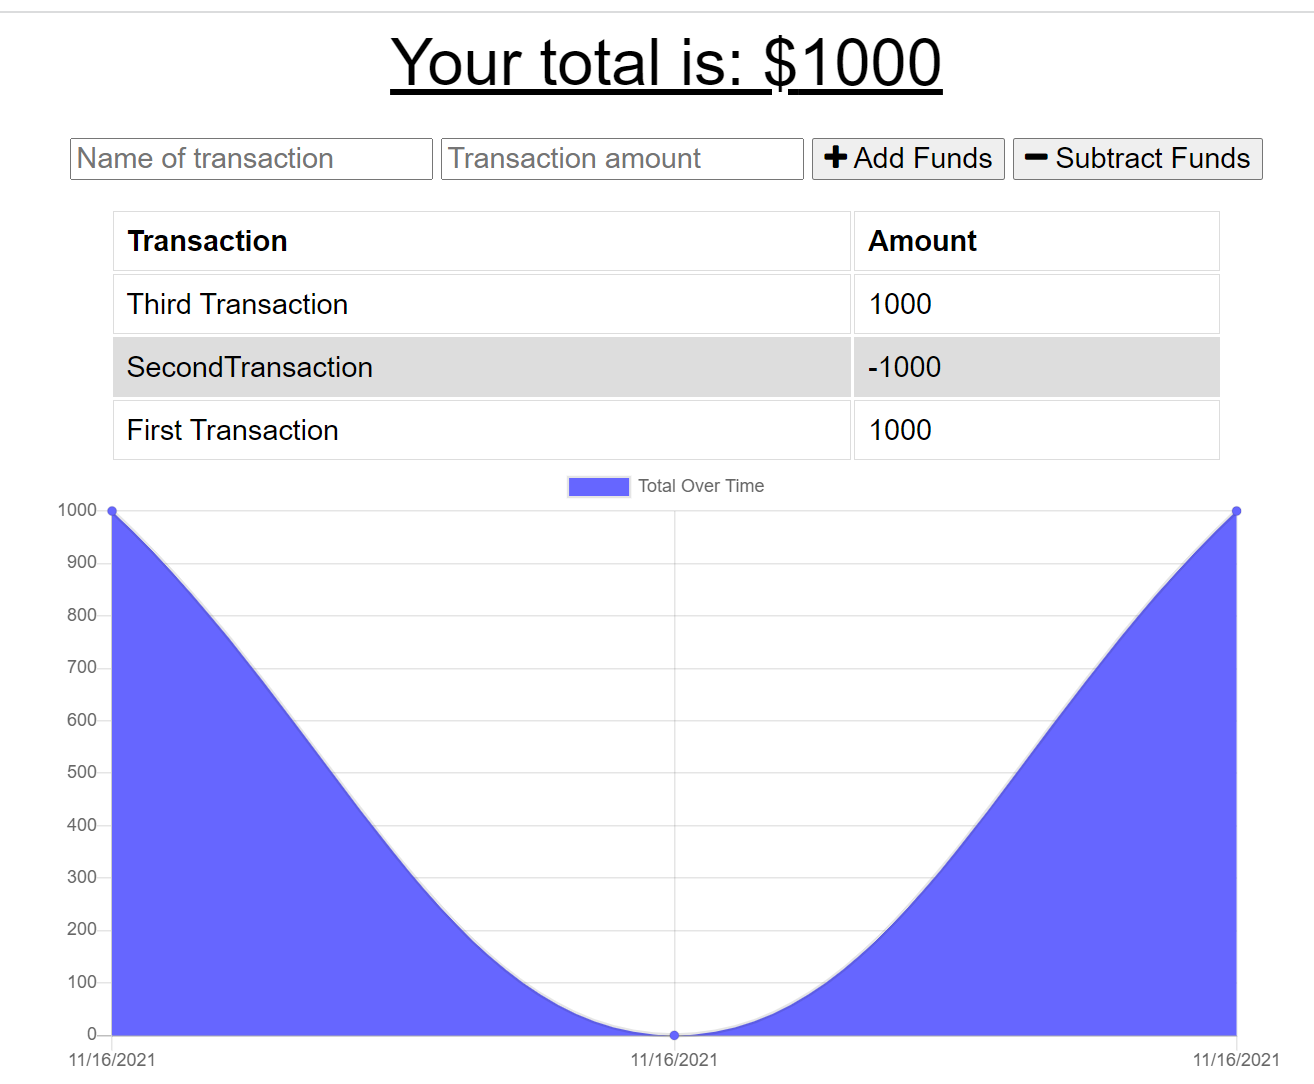 Your total is: $1000
Name of transaction Transaction amount Add Funds Subtract Funds
Transaction Amount
Third Transaction 1000
SecondTransaction -1000
First Transaction 1000
Total Over Time
1000
900
800
700
600
500
400
300
200
100
0
11/16/2021 11/16/2021 11/16/2021